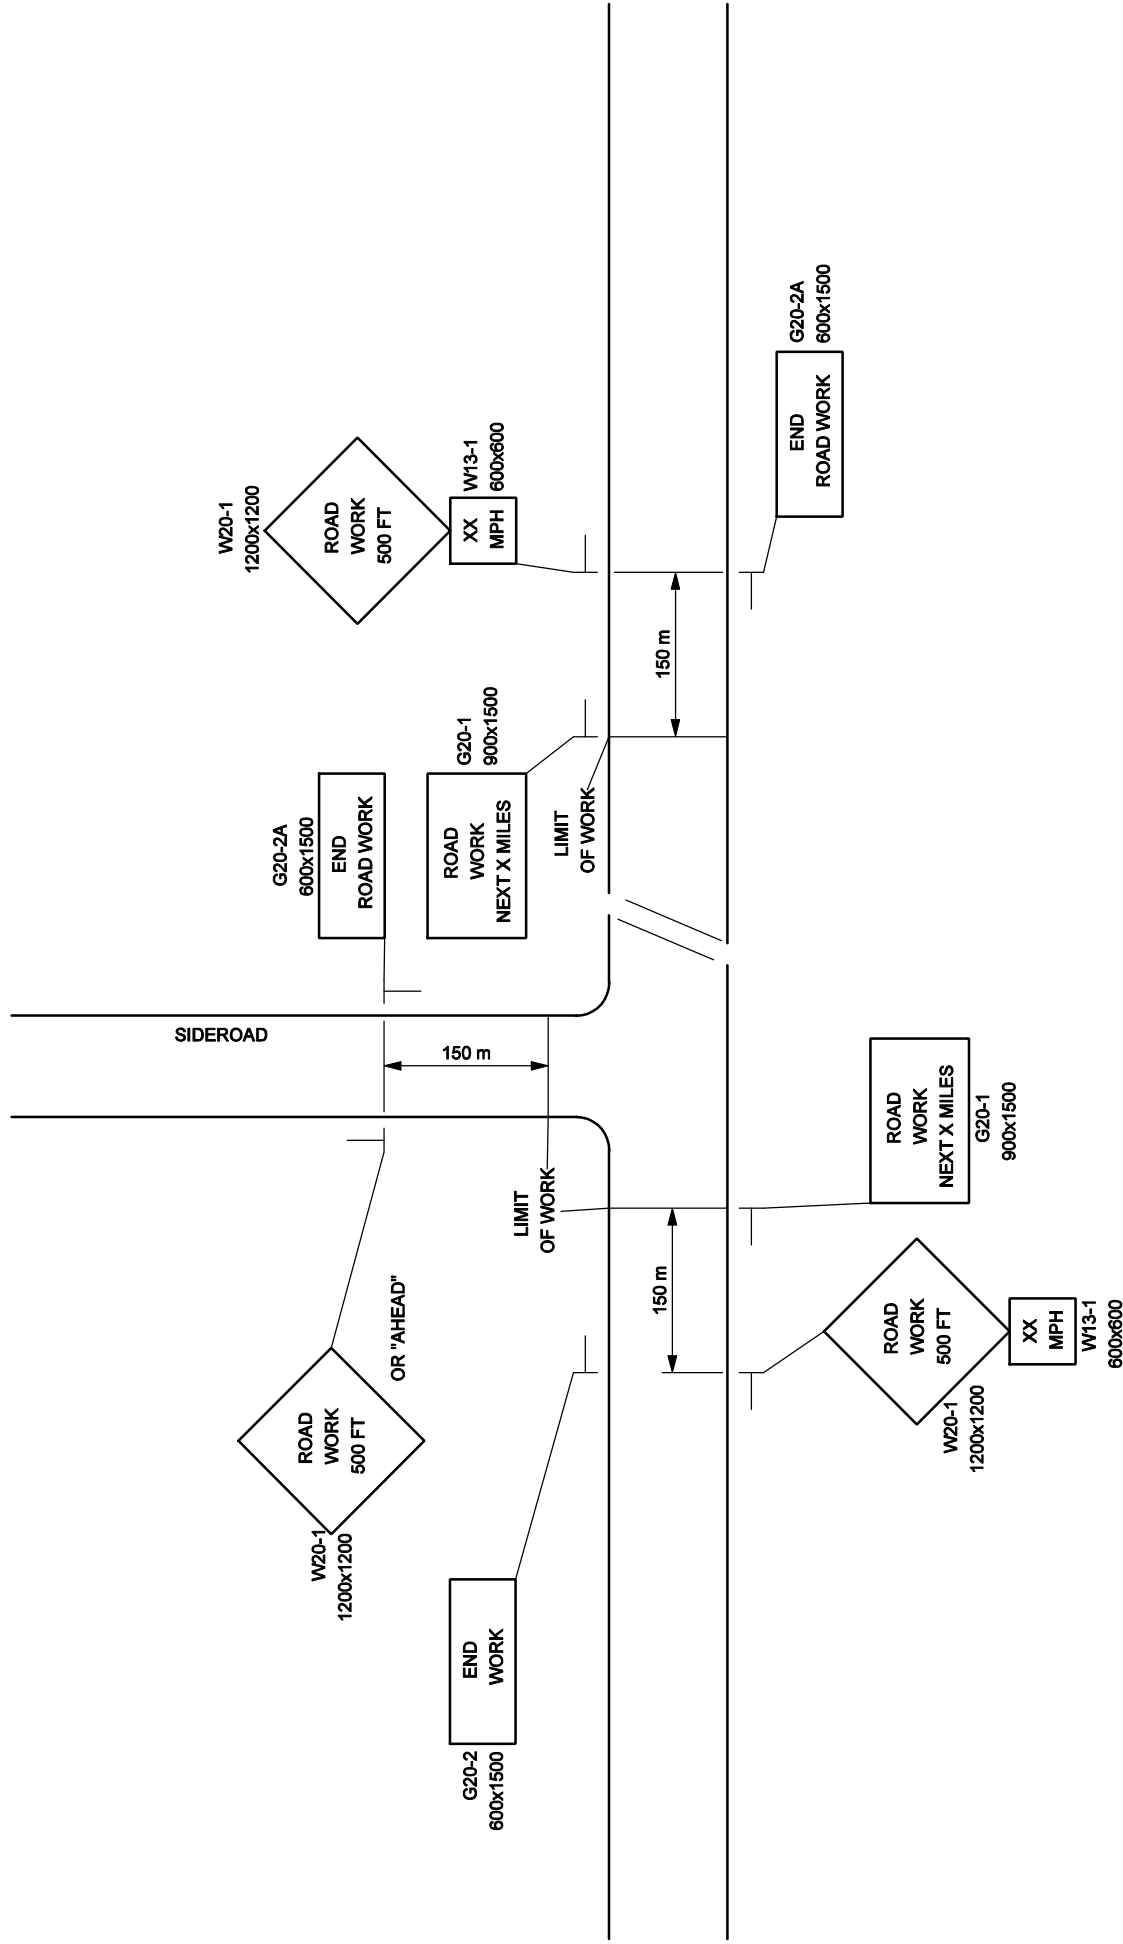 W20-1
1200x1200
ROAD
WORK
500 FT
XX
MPH
W13-1
600x600
G20-2A
600x1500
END
ROAD WORK
G20-1
900x1500
ROAD
WORK
NEXT X MILES
LIMIT
OF WORK
150 m
END
ROAD WORK
G20-2A
600x1500
SIDEROAD
150 m
W20-1
1200x1200
ROAD
WORK
500 FT
OR "AHEAD"
LIMIT
OF WORK
150 m
G20-2
600x1500
END
WORK
ROAD
WORK
NEXT X MILES
G20-1
900x1500
ROAD
WORK
500 FT
W20-1
1200x1200
XX
MPH
W13-1
600x600